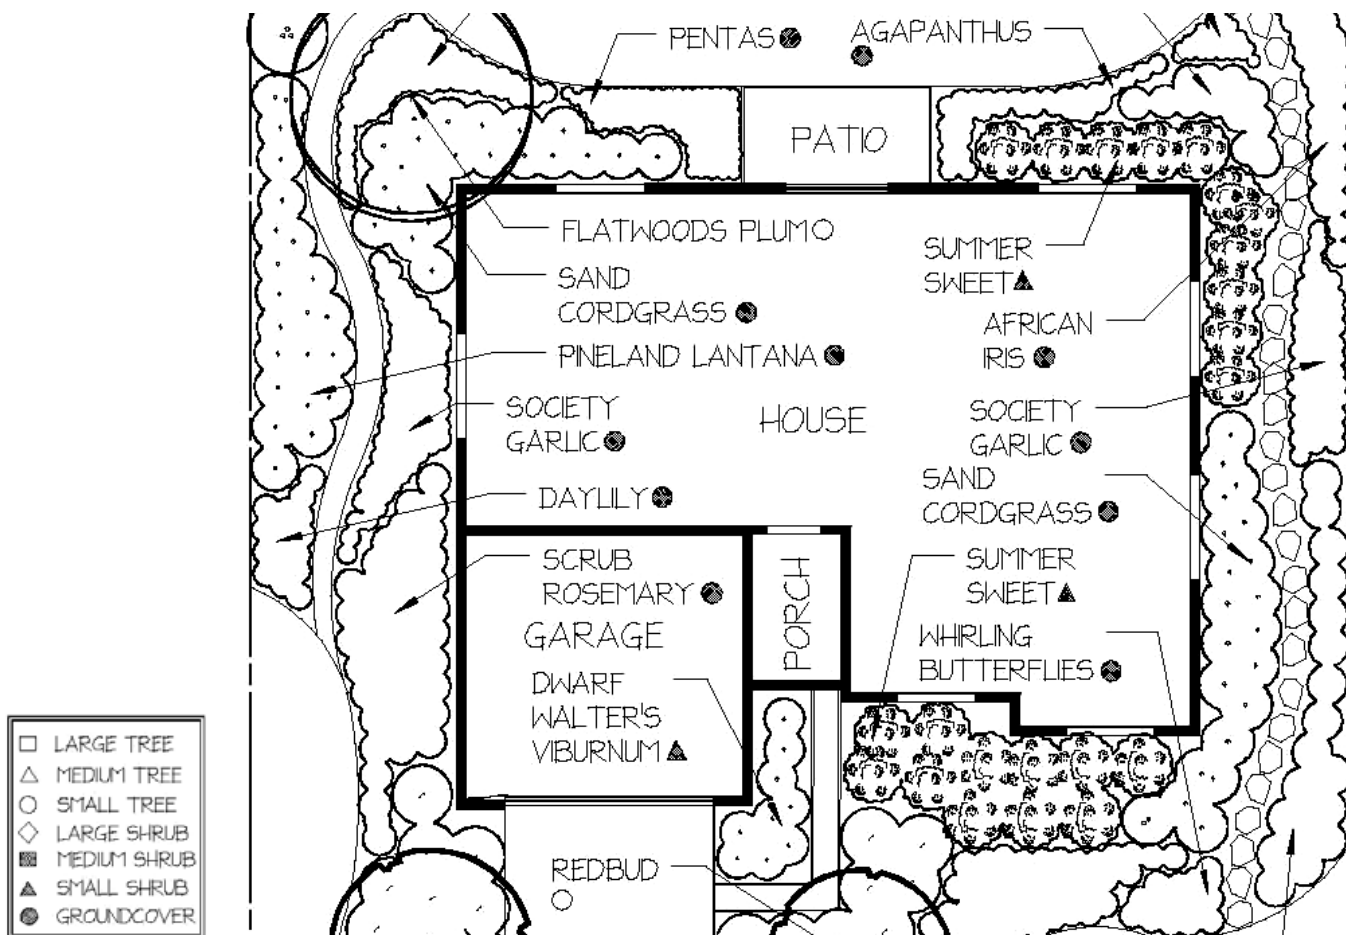 PENTAS
AGAPANTHUS
PATIO
FLATWOODS PLUM
SUMMER
SWEET
SAND
CORDGRASS
AFRICAN
IRIS
PINELAND LANTANA
SOCIETY
GARLIC
HOUSE
SOCIETY
GARLIC
SAND
CORDGRASS
DAYLILY
SCRUB
ROSEMARY
SUMMER
SWEET
GARAGE
PORCH
WHIRLING
BUTTERFLIES
DWARF
WALTER'S
VIBURNUM
REDBUD
LARGE TREE
MEDIUM TREE
SMALL TREE
LARGE SHRUB
MEDIUM SHRUB
SMALL SHRUB
GROUNDCOVER